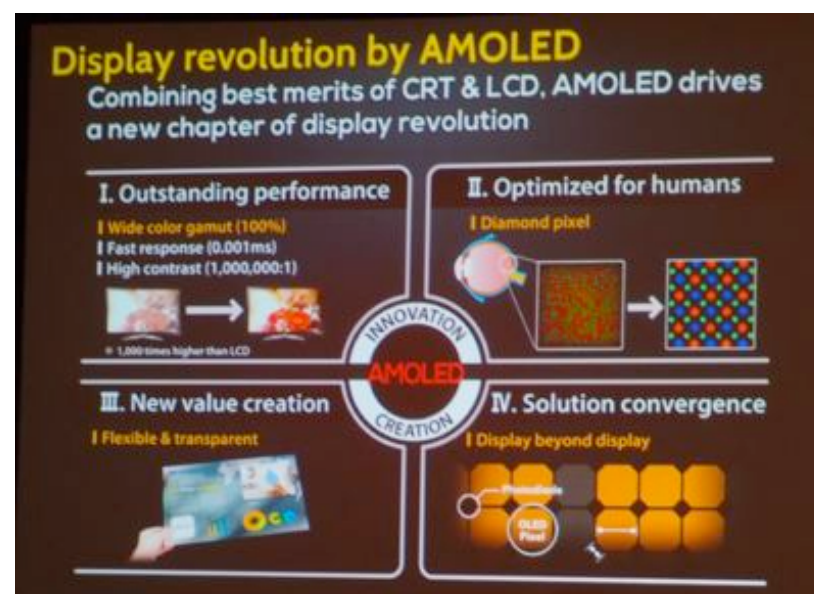 Display revolution by AMOLED
Combining best merits of CRT & LCD, AMOLED drives
a new chapter of display revolution
I. Outstanding performance
Wide color gamut (100%)
Fast response (0.001ms)
High contrast (1,000,000:1)
※ 1,000 times higher than LCD
II. Optimized for humans
Diamond pixel
INNOVATION
AMOLED
CREATION
III. New value creation
Flexible & transparent
IV. Solution convergence
Display beyond display
OLED
Pixel